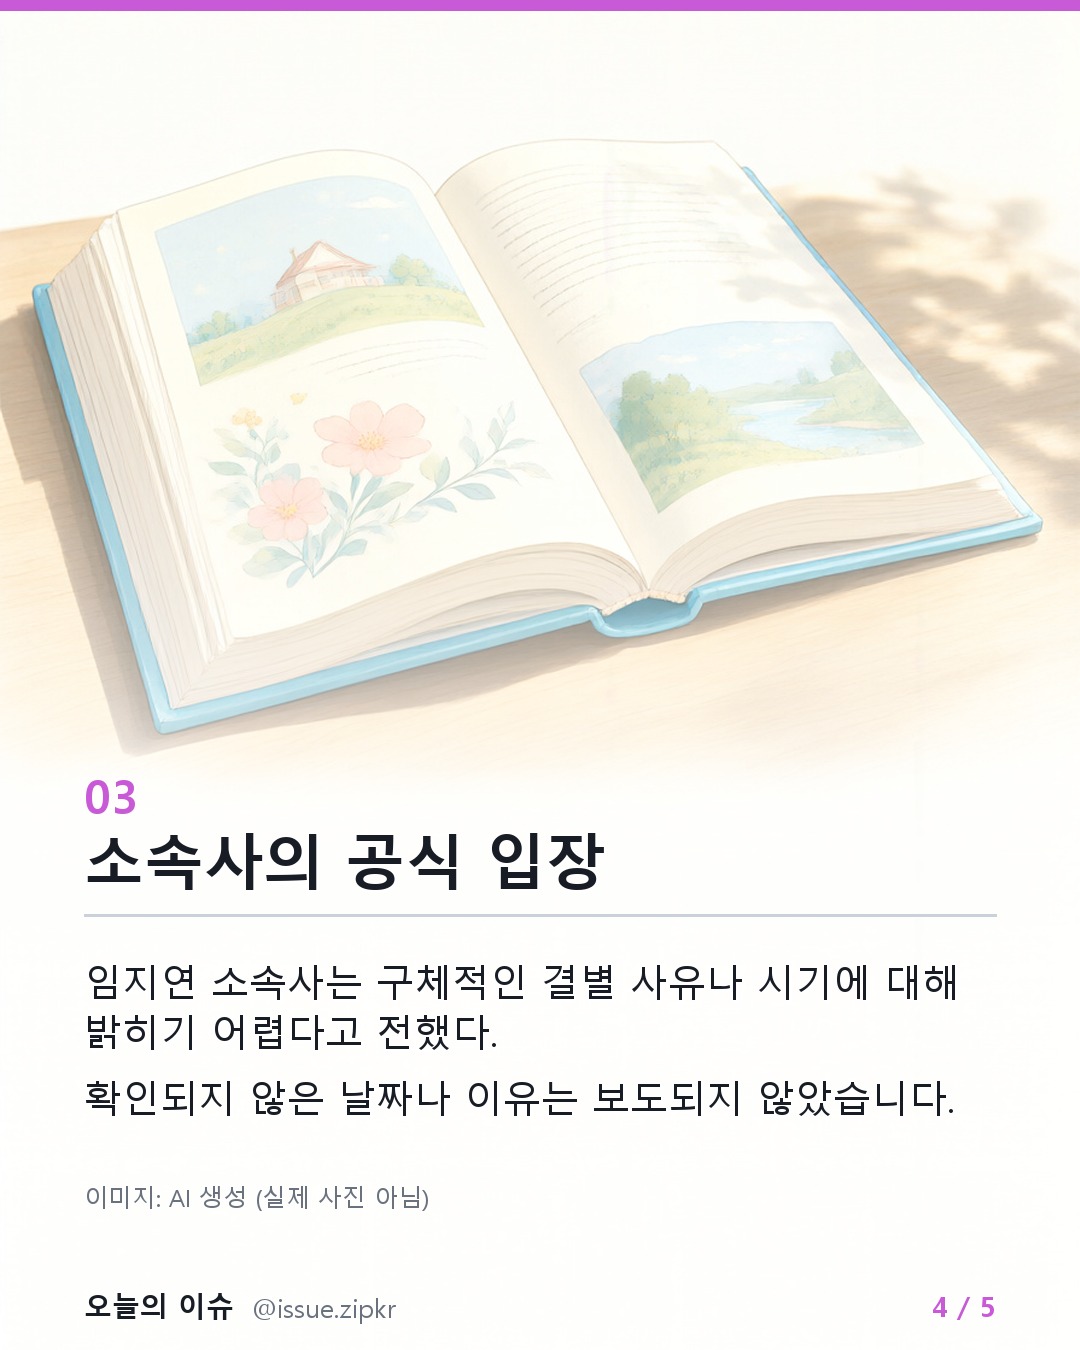 03
소속사의 공식 입장
임지연 소속사는 구체적인 결별 사유나 시기에 대해
밝히기 어렵다고 전했다.
확인되지 않은 날짜나 이유는 보도되지 않았습니다.
이미지: AI 생성 (실제 사진 아님)
오늘의 이슈 @issue.zipkr 4 / 5